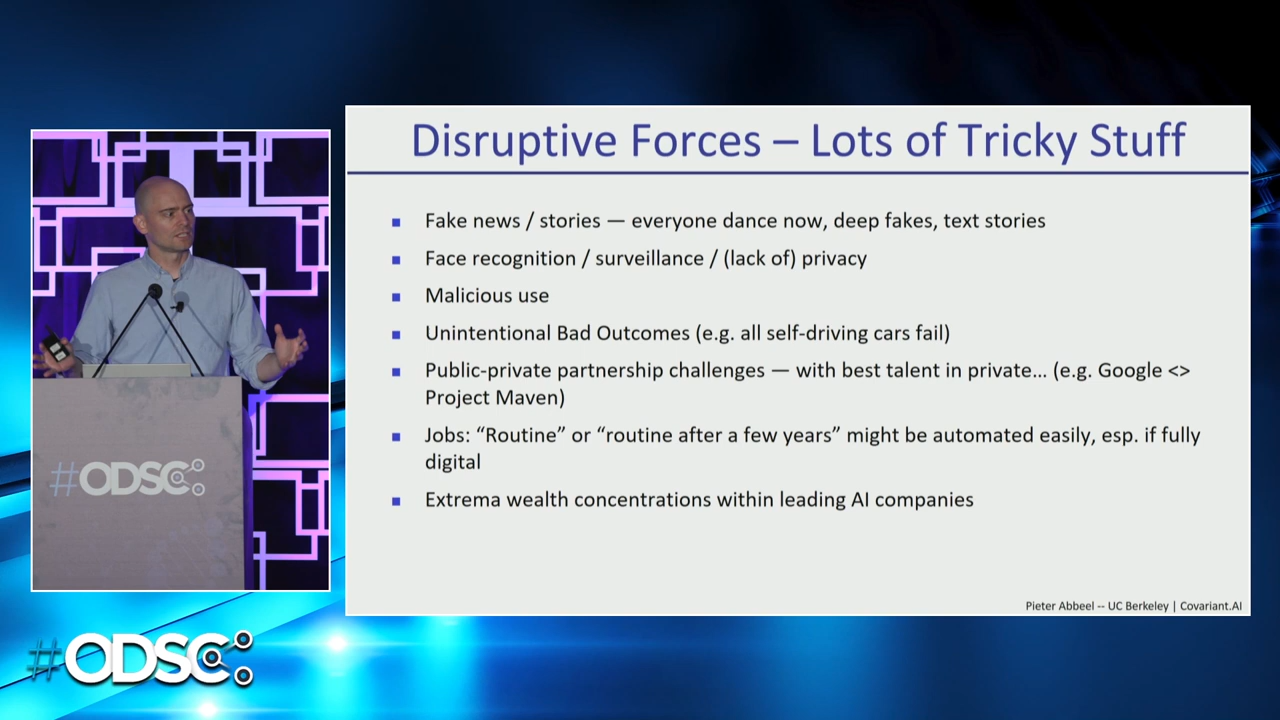 Disruptive Forces – Lots of Tricky Stuff
Fake news / stories — everyone dance now, deep fakes, text stories
Face recognition / surveillance / (lack of) privacy
Malicious use
Unintentional Bad Outcomes (e.g. all self-driving cars fail)
Public-private partnership challenges — with best talent in private... (e.g. Google <>
Project Maven)
Jobs: “Routine” or “routine after a few years” might be automated easily, esp. if fully
digital
Extrema wealth concentrations within leading AI companies
Pieter Abbeel -- UC Berkeley | Covariant.AI
#ODSC
#ODSC